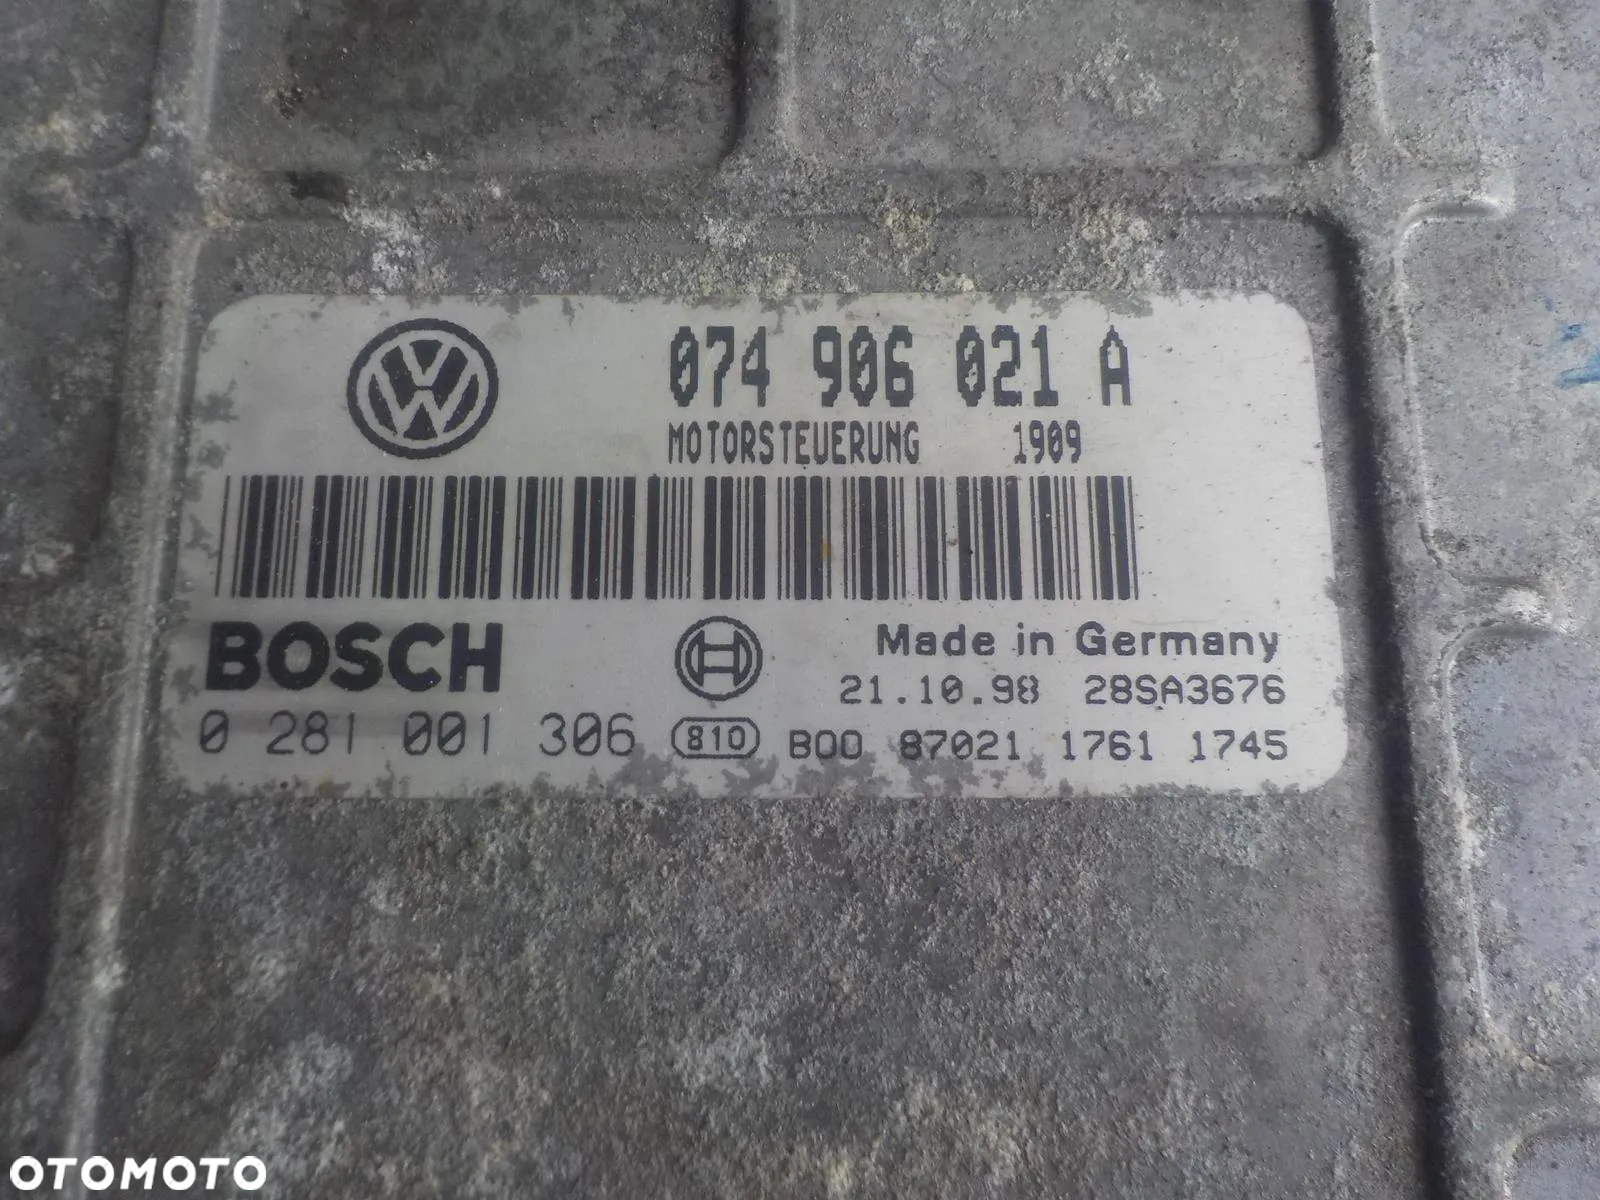 074 906 021 A
MOTORSTEUERUNG 1909
BOSCH
Made in Germany
21.10.98 28SA3676
0 281 001 306 810 B00 87021 1761 1745
OTOMOTO